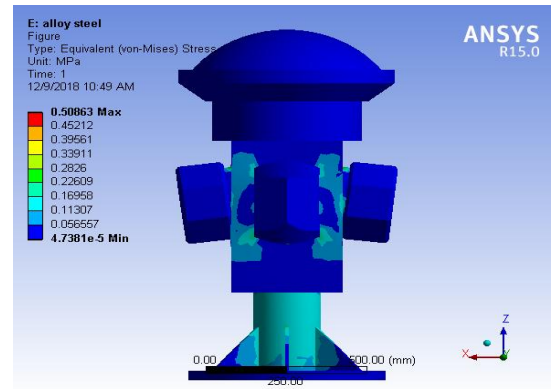 E: alloy steel
Figure
Type: Equivalent (von-Mises) Stress
Unit: MPa
Time: 1
12/9/2018 10:49 AM
0.50863 Max
0.45212
0.39561
0.33911
0.2826
0.22609
0.16958
0.11307
0.056557
4.7381e-5 Min
ANSYS
R15.0
0.00
500.00 (mm)
250.00
Z
X